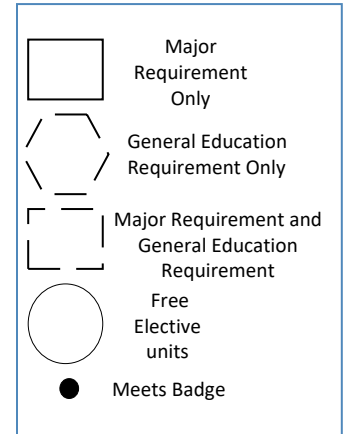 Major
Requirement
Only
General Education
Requirement Only
Major Requirement and
General Education
Requirement
Free
Elective
units
Meets Badge